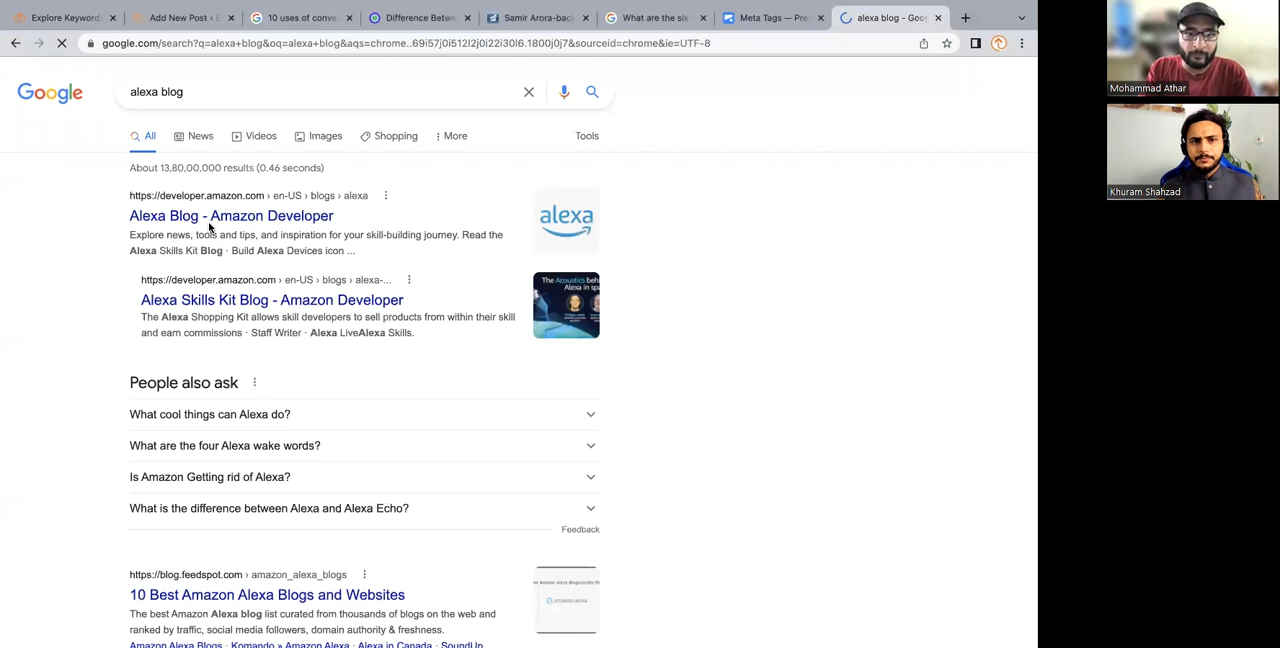 Explore Keyword
Add New Post ‹ E
10 uses of conve
Difference Betwe
Samir Arora-bac
What are the six
Meta Tags — Pre
alexa blog - Goo
google.com/search?q=alexa+blog&oq=alexa+blog&aqs=chrome..69i57j0i512l2j0i22i30l6.1800j0j7&sourceid=chrome&ie=UTF-8
Google
alexa blog
All
News
Videos
Images
Shopping
More
Tools
About 13,80,00,000 results (0.46 seconds)
https://developer.amazon.com › en-US › blogs › alexa
Alexa Blog - Amazon Developer
Explore news, tools and tips, and inspiration for your skill-building journey. Read the
Alexa Skills Kit Blog · Build Alexa Devices icon ...
alexa
https://developer.amazon.com › en-US › blogs › alexa-...
Alexa Skills Kit Blog - Amazon Developer
The Alexa Shopping Kit allows skill developers to sell products from within their skill
and earn commissions · Staff Writer · Alexa LiveAlexa Skills.
The Acoustics beh
Alexa in spa
People also ask
What cool things can Alexa do?
What are the four Alexa wake words?
Is Amazon Getting rid of Alexa?
What is the difference between Alexa and Alexa Echo?
Feedback
https://blog.feedspot.com › amazon_alexa_blogs
10 Best Amazon Alexa Blogs and Websites
The best Amazon Alexa blog list curated from thousands of blogs on the web and
ranked by traffic, social media followers, domain authority & freshness.
Amazon Alexa Blogs · Komando » Amazon Alexa · Alexa in Canada · SoundUp
Mohammad Athar
Khuram Shahzad